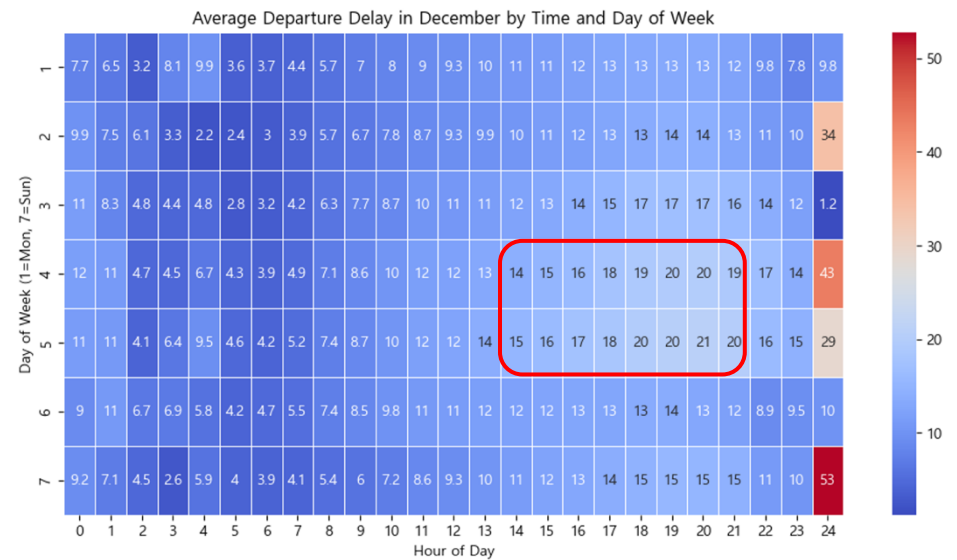 Average Departure Delay in December by Time and Day of Week
Day of Week (1=Mon, 7=Sun)
1 7.7 6.5 3.2 8.1 9.9 3.6 3.7 4.4 5.7 7 8 9 9.3 10 11 11 12 13 13 13 13 12 9.8 7.8 9.8
2 9.9 7.5 6.1 3.3 2.2 2.4 3 3.9 5.7 6.7 7.8 8.7 9.3 9.9 10 11 12 13 13 14 14 13 11 10 34
3 11 8.3 4.8 4.4 4.8 2.8 3.2 4.2 6.3 7.7 8.7 10 11 11 12 13 14 15 17 17 17 16 14 12 1.2
4 12 11 4.7 4.5 6.7 4.3 3.9 4.9 7.1 8.6 10 12 12 13 14 15 16 18 19 20 20 19 17 14 43
5 11 11 4.1 6.4 9.5 4.6 4.2 5.2 7.4 8.7 10 12 12 14 15 16 17 18 20 20 21 20 16 15 29
6 9 11 6.7 6.9 5.8 4.2 4.7 5.5 7.4 8.5 9.8 11 11 12 12 12 13 13 13 14 13 12 8.9 9.5 10
7 9.2 7.1 4.5 2.6 5.9 4 3.9 4.1 5.4 6 7.2 8.6 9.3 10 11 12 13 14 15 15 15 15 11 10 53
0 1 2 3 4 5 6 7 8 9 10 11 12 13 14 15 16 17 18 19 20 21 22 23 24
Hour of Day
50
40
30
20
10